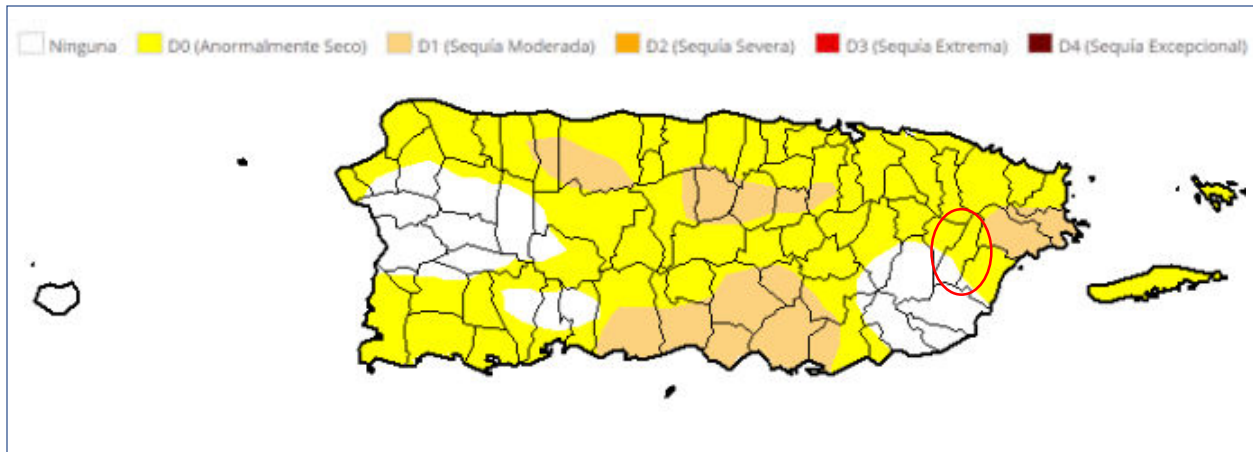 Ninguna D0 (Anormalmente Seco) D1 (Sequía Moderada) D2 (Sequía Severa) D3 (Sequía Extrema) D4 (Sequía Excepcional)